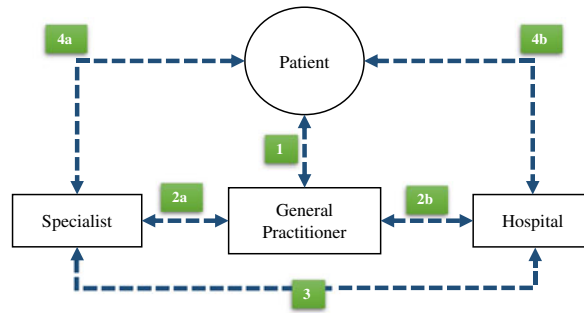 4a
4b
Patient
1
2a
2b
Specialist
General
Practitioner
Hospital
3